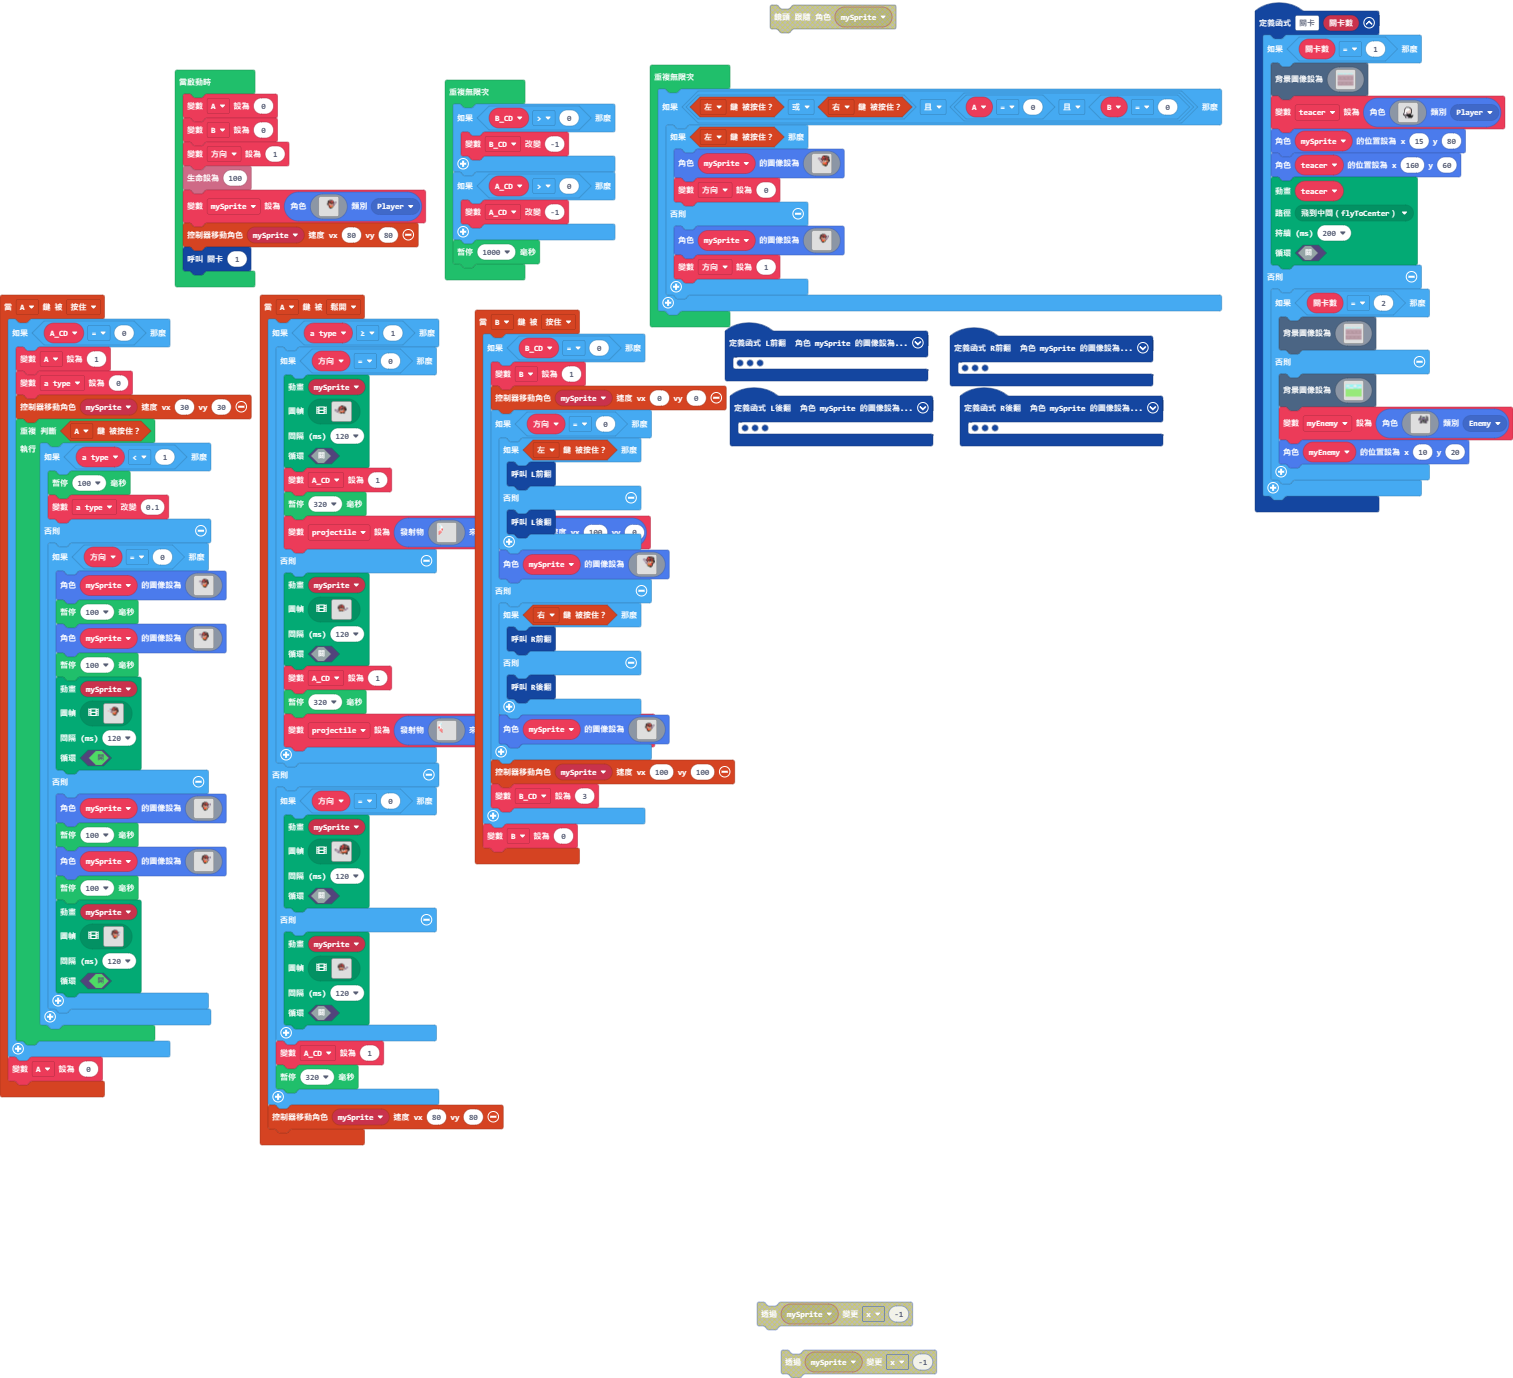 鏡頭 跟隨 角色 mySprite
當啟動時
變數 A 設為 0
變數 B 設為 0
變數 方向 設為 1
生命設為 100
變數 mySprite 設為 角色 類別 Player
控制器移動角色 mySprite 速度 vx 80 vy 80
呼叫 關卡 1
重複無限次
如果 B_CD > 0 那麼
變數 B_CD 改變 -1
如果 A_CD > 0 那麼
變數 A_CD 改變 -1
暫停 1000 毫秒
重複無限次
如果 左 鍵 被按住? 或 右 鍵 被按住? 且 A = 0 且 B = 0 那麼
如果 左 鍵 被按住? 那麼
角色 mySprite 的圖像設為
變數 方向 設為 0
否則
角色 mySprite 的圖像設為
變數 方向 設為 1
定義函式 關卡 關卡數
如果 關卡數 = 1 那麼
背景圖像設為
變數 teacer 設為 角色 類別 Player
角色 mySprite 的位置設為 x 15 y 80
角色 teacer 的位置設為 x 160 y 60
動畫 teacer
路徑 飛到中間 (flyToCenter)
持續 (ms) 200
循環 關
否則
如果 關卡數 = 2 那麼
背景圖像設為
否則
背景圖像設為
變數 myEnemy 設為 角色 類別 Enemy
角色 myEnemy 的位置設為 x 10 y 20
當 A 鍵 被 按住
如果 A_CD = 0 那麼
變數 A 設為 1
變數 a type 設為 0
控制器移動角色 mySprite 速度 vx 30 vy 30
重複 判斷 A 鍵 被按住?
執行 如果 a type < 1 那麼
暫停 100 毫秒
變數 a type 改變 0.1
否則
如果 方向 = 0 那麼
角色 mySprite 的圖像設為
暫停 100 毫秒
角色 mySprite 的圖像設為
暫停 100 毫秒
動畫 mySprite
圖幀
間隔 (ms) 120
循環 關
否則
角色 mySprite 的圖像設為
暫停 100 毫秒
角色 mySprite 的圖像設為
暫停 100 毫秒
動畫 mySprite
圖幀
間隔 (ms) 120
循環 關
變數 A 設為 0
當 A 鍵 被 鬆開
如果 a type ≥ 1 那麼
如果 方向 = 0 那麼
動畫 mySprite
圖幀
間隔 (ms) 120
循環 關
變數 A_CD 設為 1
暫停 320 毫秒
變數 projectile 設為 發射物
否則
動畫 mySprite
圖幀
間隔 (ms) 120
循環 關
變數 A_CD 設為 1
暫停 320 毫秒
變數 projectile 設為 發射物
否則
如果 方向 = 0 那麼
動畫 mySprite
圖幀
間隔 (ms) 120
循環 關
否則
動畫 mySprite
圖幀
間隔 (ms) 120
循環 關
變數 A_CD 設為 1
暫停 320 毫秒
控制器移動角色 mySprite 速度 vx 80 vy 80
當 B 鍵 被 按住
如果 B_CD = 0 那麼
變數 B 設為 1
控制器移動角色 mySprite 速度 vx 0 vy 0
如果 方向 = 0 那麼
如果 左 鍵 被按住? 那麼
呼叫 L前翻
否則
呼叫 L後翻
角色 mySprite 的圖像設為
否則
如果 右 鍵 被按住? 那麼
呼叫 R前翻
否則
呼叫 R後翻
角色 mySprite 的圖像設為
控制器移動角色 mySprite 速度 vx 100 vy 100
變數 B_CD 設為 3
變數 B 設為 0
定義函式 L前翻 角色 mySprite 的圖像設為...
定義函式 R前翻 角色 mySprite 的圖像設為...
定義函式 L後翻 角色 mySprite 的圖像設為...
定義函式 R後翻 角色 mySprite 的圖像設為...
mySprite 變更 x -1
mySprite 變更 x -1